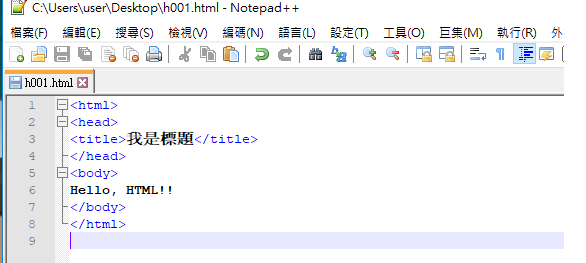 C:\Users\user\Desktop\h001.html - Notepad++
檔案(F) 編輯(E) 搜尋(S) 檢視(V) 編碼(N) 語言(L) 設定(T) 工具(O) 巨集(M) 執行(R) 外
h001.html
1 <html>
2 <head>
3 <title>我是標題</title>
4 </head>
5 <body>
6 Hello, HTML!!
7 </body>
8 </html>
9